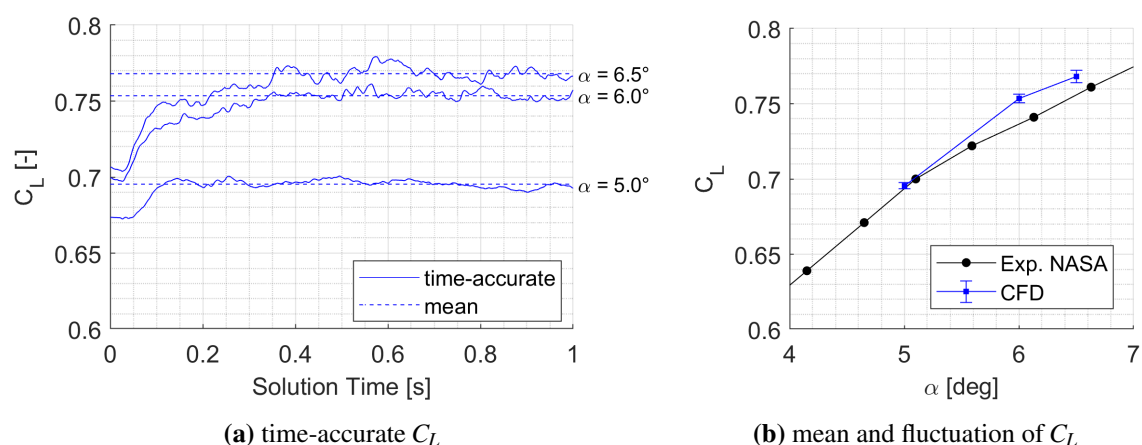 0.8
0.75
0.7
0.65
0.6
C_L [-]
0
0.2
0.4
0.6
0.8
1
Solution Time [s]
α = 6.5°
α = 6.0°
α = 5.0°
time-accurate
mean
(a) time-accurate C_L
0.8
0.75
0.7
0.65
0.6
C_L
4
5
6
7
α [deg]
Exp. NASA
CFD
(b) mean and fluctuation of C_L